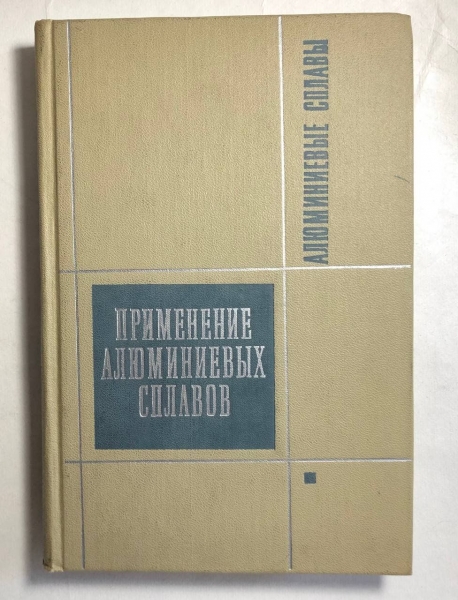 АЛЮМИНИЕВЫЕ СПЛАВЫ
ПРИМЕНЕНИЕ
АЛЮМИНИЕВЫХ
СПЛАВОВ